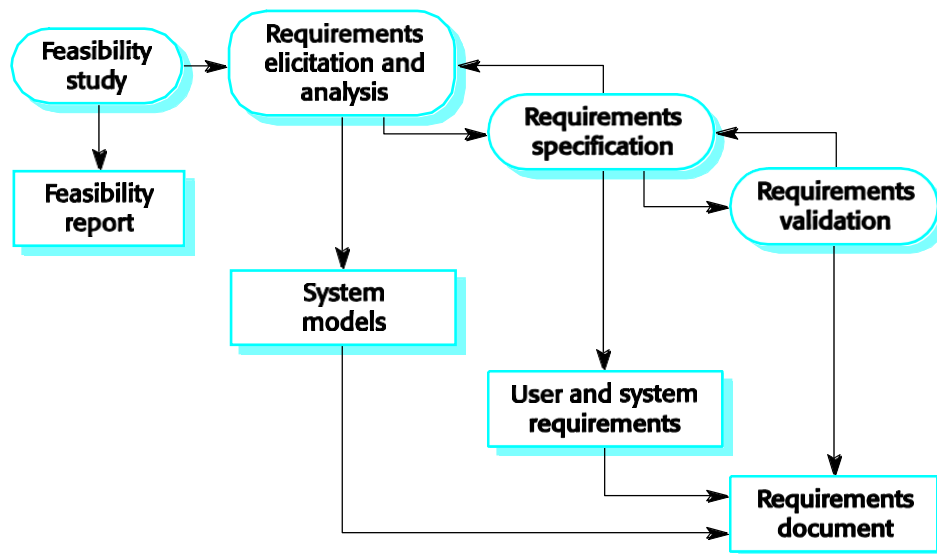 Feasibility
study
Requirements
elicitation and
analysis
Requirements
specification
Requirements
validation
Feasibility
report
System
models
User and system
requirements
Requirements
document